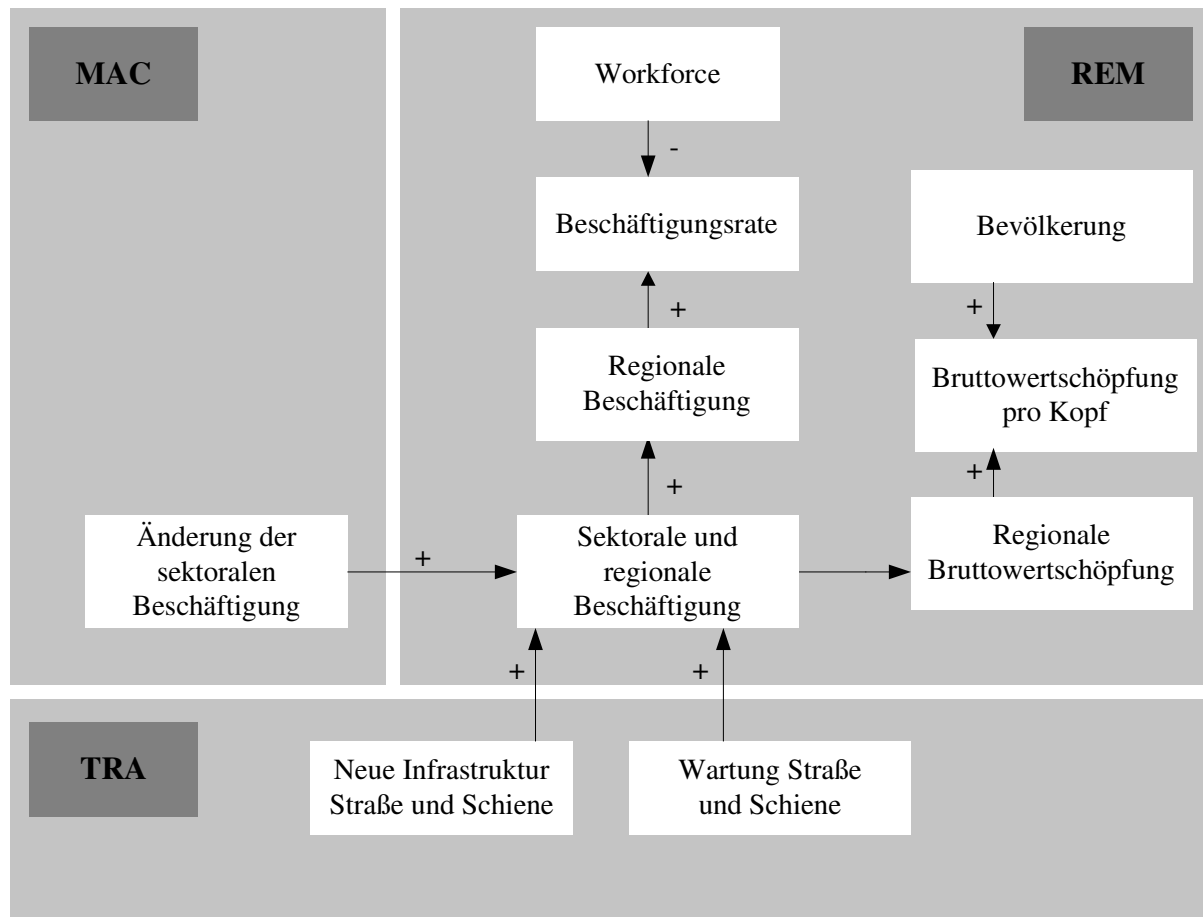 MAC
Workforce
REM
-
Beschäftigungsrate
Bevölkerung
+
+
Regionale
Beschäftigung
Bruttowertschöpfung
pro Kopf
+
+
Änderung der
sektoralen
Beschäftigung
+
Sektorale und
regionale
Beschäftigung
Regionale
Bruttowertschöpfung
+
+
TRA
Neue Infrastruktur
Straße und Schiene
Wartung Straße
und Schiene